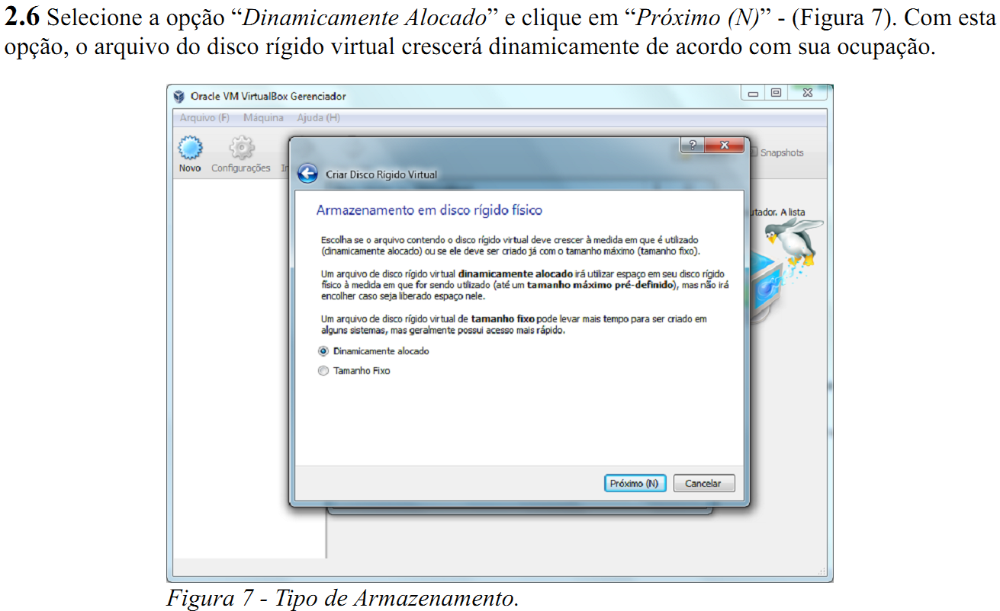 2.6 Selecione a opção “Dinamicamente Alocado” e clique em “Próximo (N)” - (Figura 7). Com esta
opção, o arquivo do disco rígido virtual crescerá dinamicamente de acordo com sua ocupação.
Oracle VM VirtualBox Gerenciador
Arquivo (F) Máquina Ajuda (H)
Novo Configurações
Snapshots
Criar Disco Rígido Virtual
A lista
Armazenamento em disco rígido físico
Escolha se o arquivo contendo o disco rígido virtual deve crescer à medida em que é utilizado
(dinamicamente alocado) ou se ele deve ser criado já com o tamanho máximo (tamanho fixo).
Um arquivo de disco rígido virtual dinamicamente alocado irá utilizar espaço em seu disco rígido
físico à medida em que for sendo utilizado (até um tamanho máximo pré-definido), mas não irá
encolher caso seja liberado espaço nele.
Um arquivo de disco rígido virtual de tamanho fixo pode levar mais tempo para ser criado em
alguns sistemas, mas geralmente possui acesso mais rápido.
Dinamicamente alocado
Tamanho Fixo
Próximo (N) Cancelar
Figura 7 - Tipo de Armazenamento.